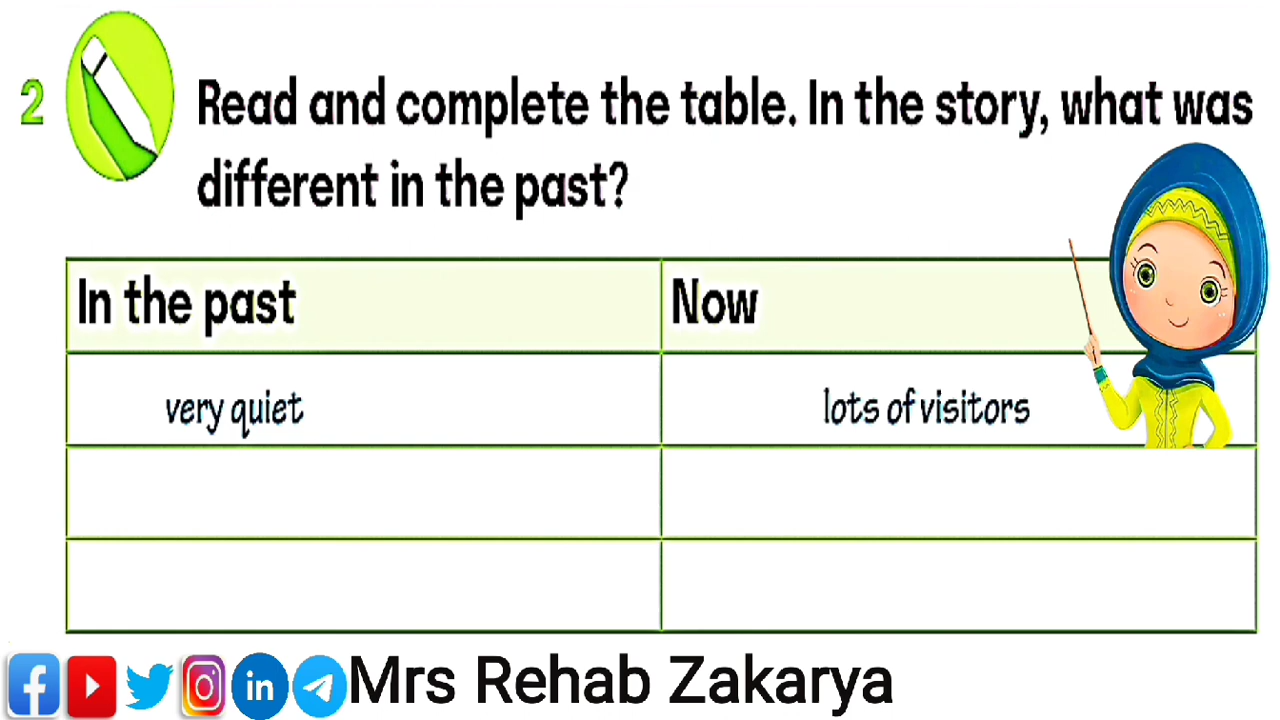 2
Read and complete the table. In the story, what was
different in the past?
In the past
Now
very quiet
lots of visitors
Mrs Rehab Zakarya